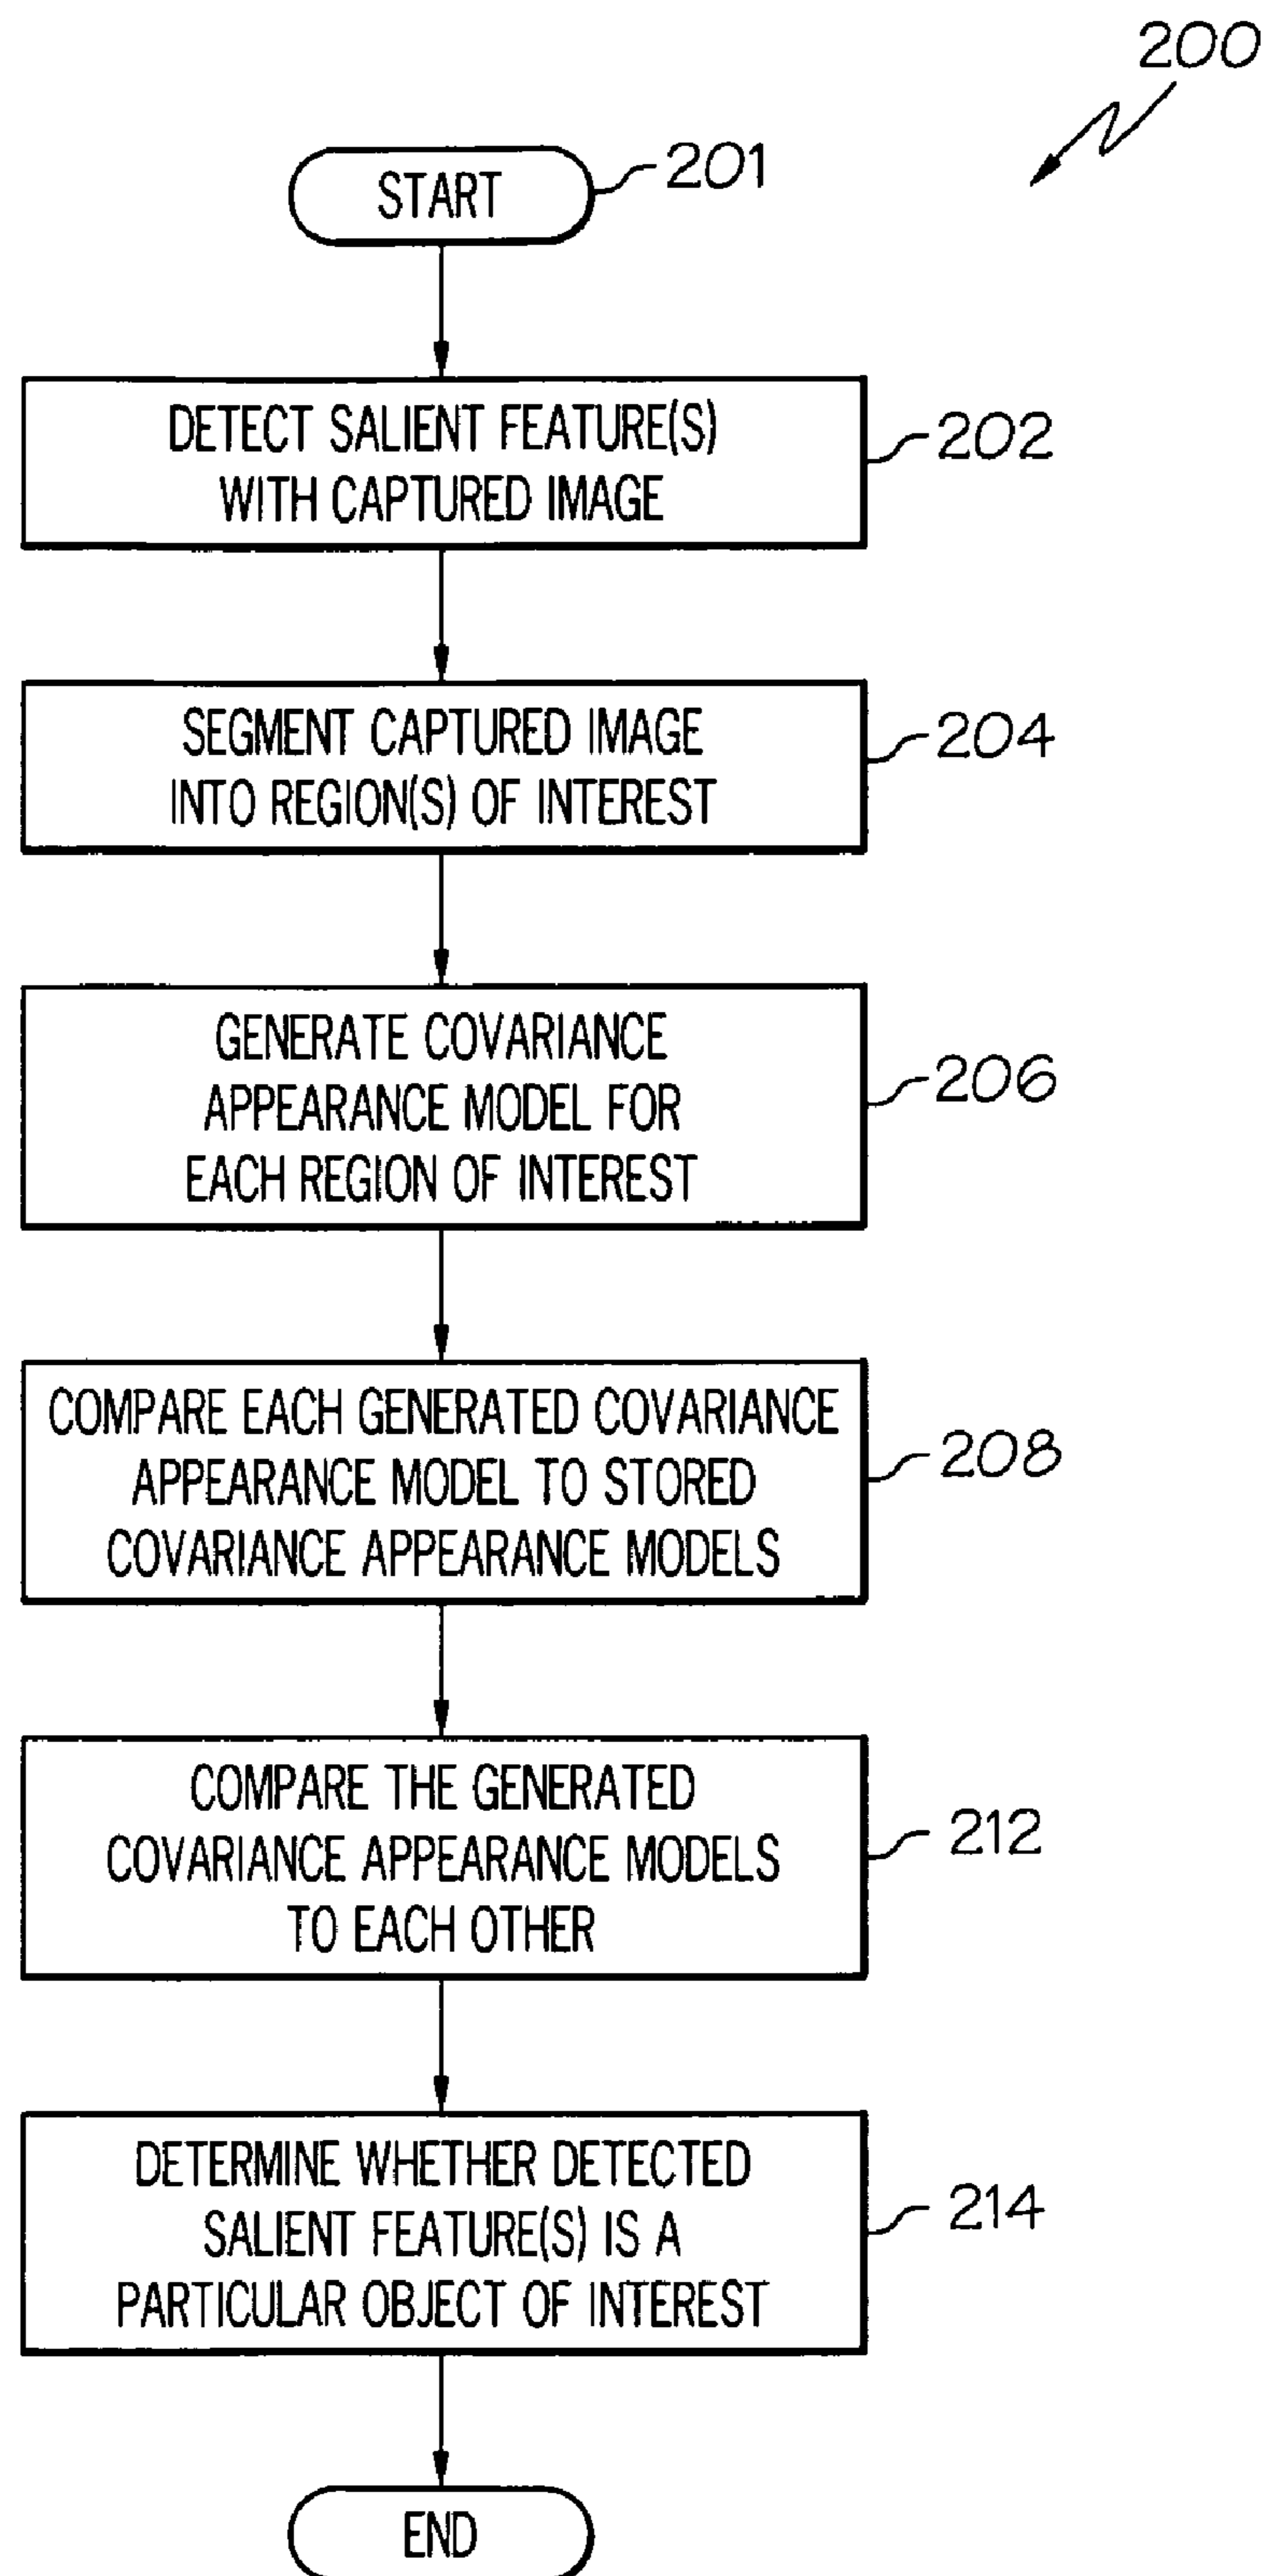 200
START
201
DETECT SALIENT FEATURE(S)
WITH CAPTURED IMAGE
202
SEGMENT CAPTURED IMAGE
INTO REGION(S) OF INTEREST
204
GENERATE COVARIANCE
APPEARANCE MODEL FOR
EACH REGION OF INTEREST
206
COMPARE EACH GENERATED COVARIANCE
APPEARANCE MODEL TO STORED
COVARIANCE APPEARANCE MODELS
208
COMPARE THE GENERATED
COVARIANCE APPEARANCE MODELS
TO EACH OTHER
212
DETERMINE WHETHER DETECTED
SALIENT FEATURE(S) IS A
PARTICULAR OBJECT OF INTEREST
214
END